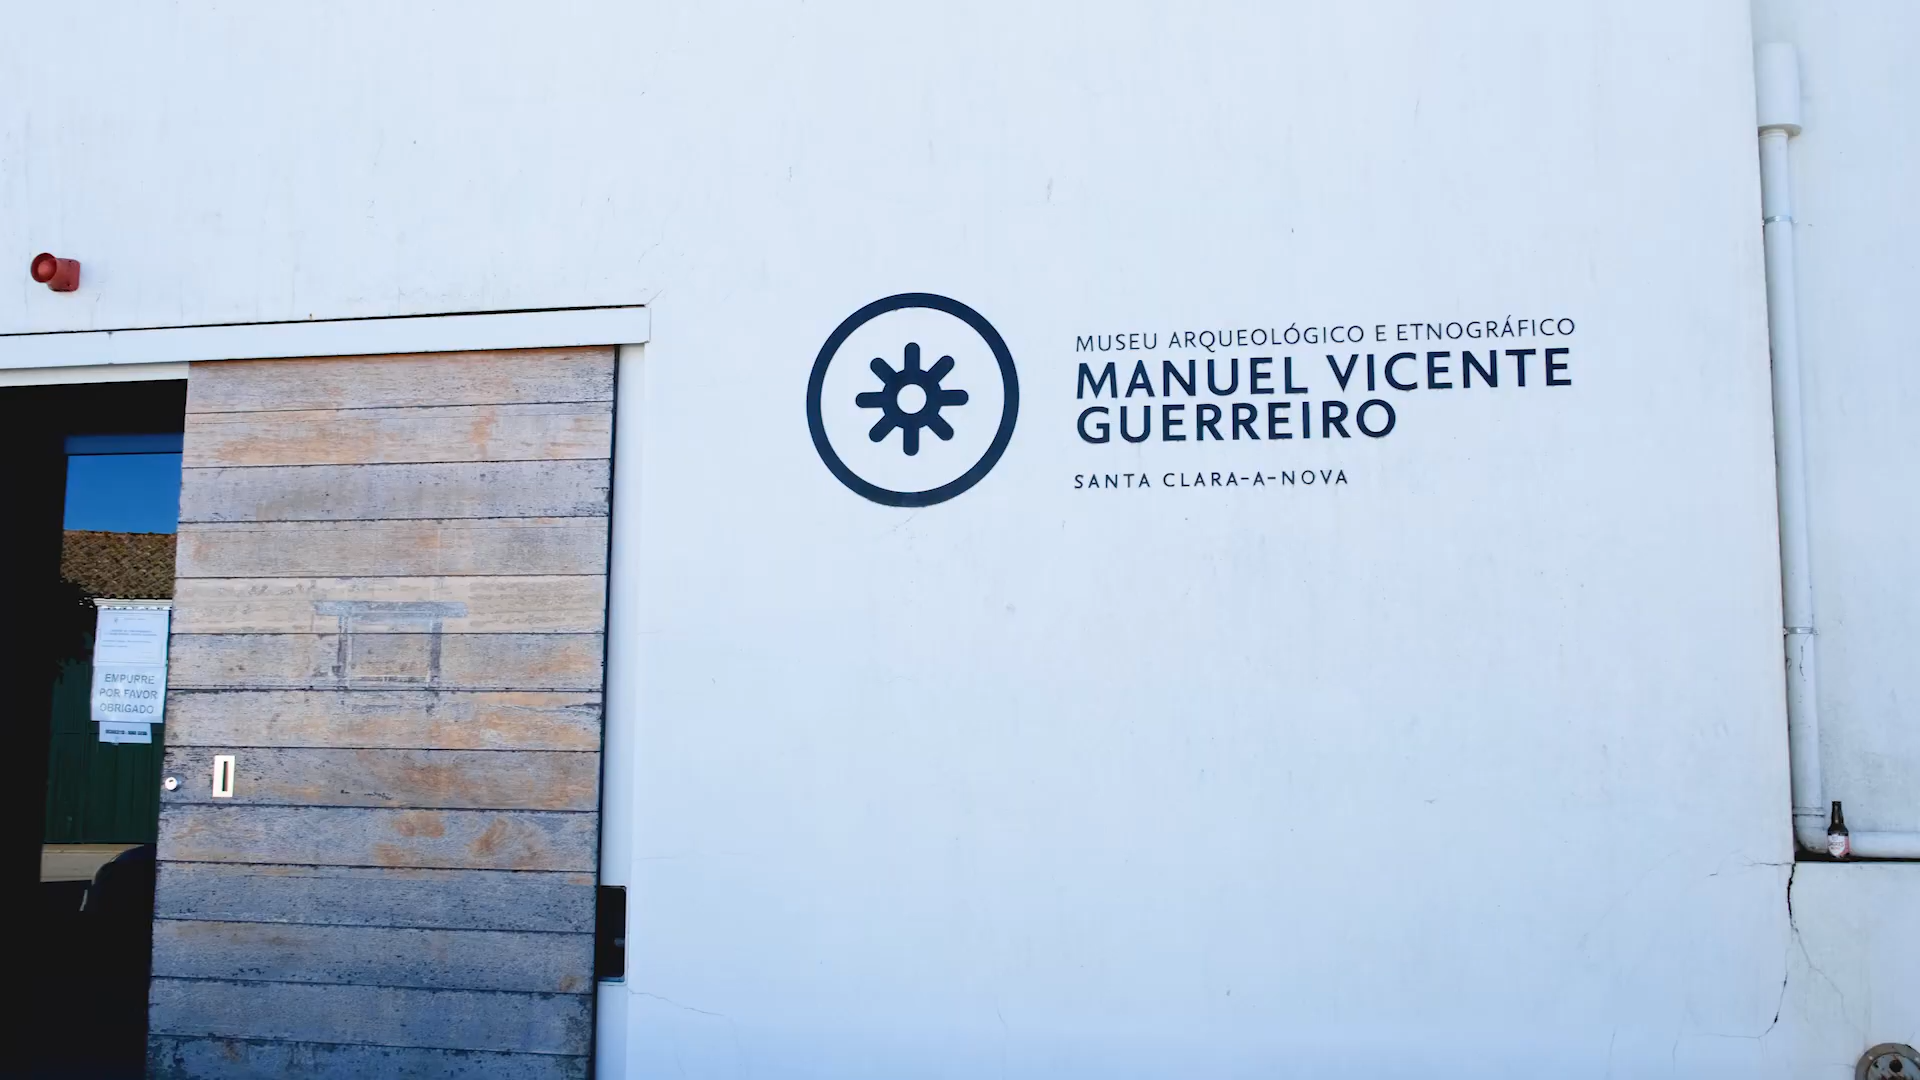 MUSEU ARQUEOLÓGICO E ETNOGRÁFICO
MANUEL VICENTE
GUERREIRO
SANTA CLARA-A-NOVA
EMPURRE
POR FAVOR
OBRIGADO